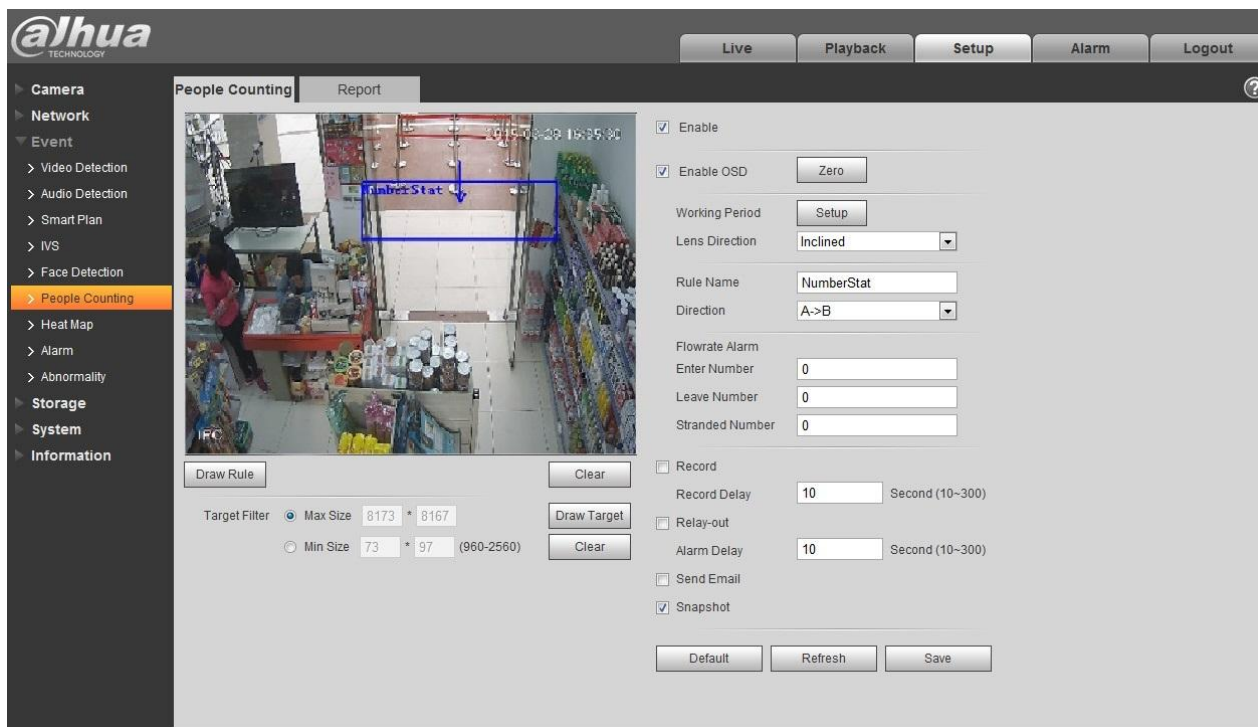 alhua
TECHNOLOGY
Live
Playback
Setup
Alarm
Logout
Camera
Network
Event
Video Detection
Audio Detection
Smart Plan
IVS
Face Detection
People Counting
Heat Map
Alarm
Abnormality
Storage
System
Information
People Counting
Report
?
NumberStat
IPC
Draw Rule
Clear
Target Filter Max Size 8173 * 8167
Draw Target
Min Size 73 * 97 (960-2560)
Clear
Enable
Enable OSD Zero
Working Period Setup
Lens Direction Inclined
Rule Name NumberStat
Direction A->B
Flowrate Alarm
Enter Number 0
Leave Number 0
Stranded Number 0
Record
Record Delay 10 Second (10~300)
Relay-out
Alarm Delay 10 Second (10~300)
Send Email
Snapshot
Default
Refresh
Save